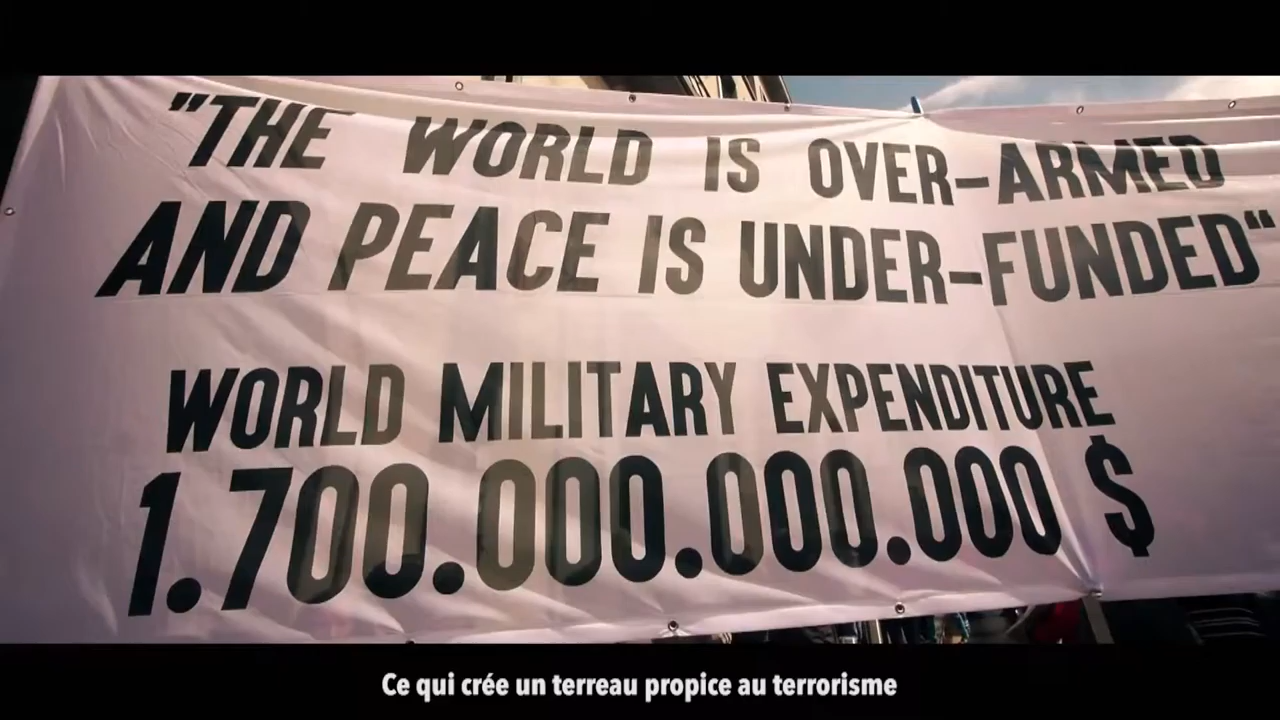 "THE WORLD IS OVER-ARMED
AND PEACE IS UNDER-FUNDED"
WORLD MILITARY EXPENDITURE
1.700.000.000.000 $
Ce qui crée un terreau propice au terrorisme